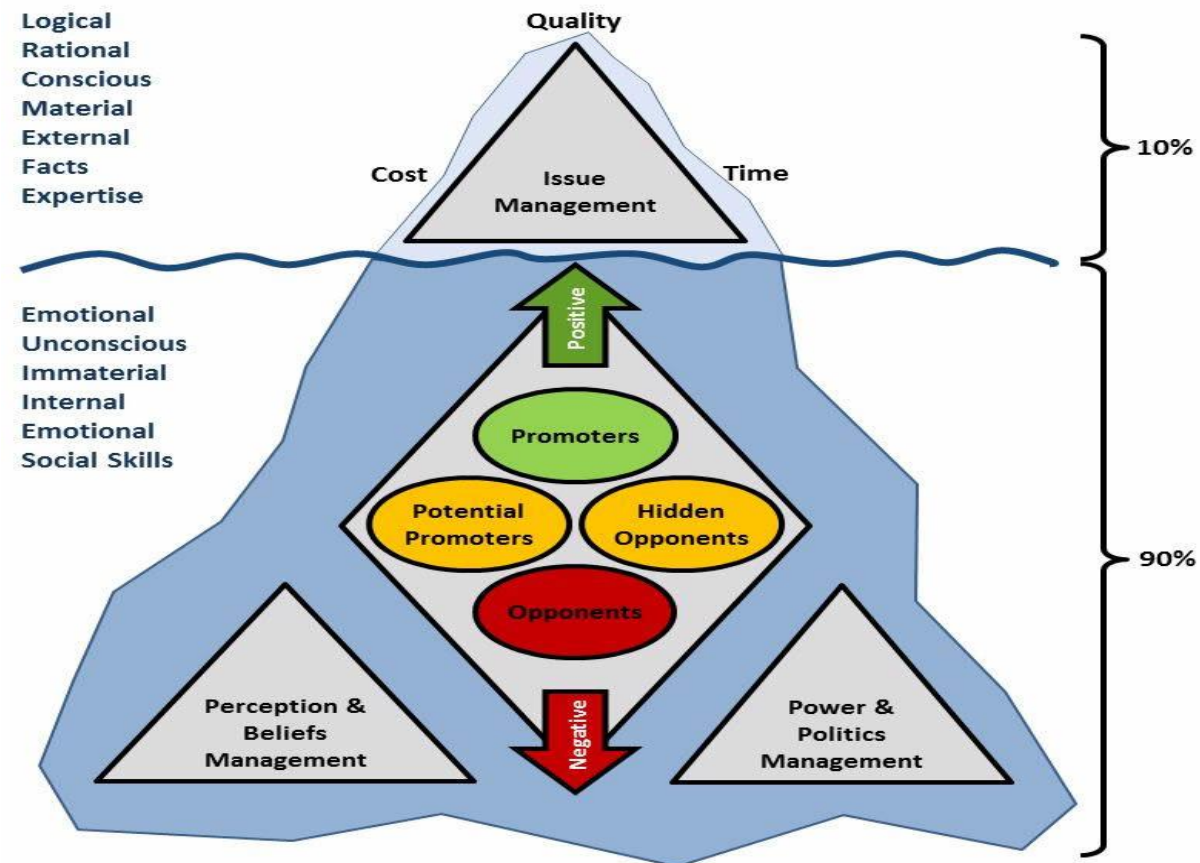 Logical
Rational
Conscious
Material
External
Facts
Expertise
Quality
Cost
Time
Issue
Management
10%
Emotional
Unconscious
Immaterial
Internal
Emotional
Social Skills
Positive
Promoters
Potential
Promoters
Hidden
Opponents
Opponents
Negative
Perception &
Beliefs
Management
Power &
Politics
Management
90%